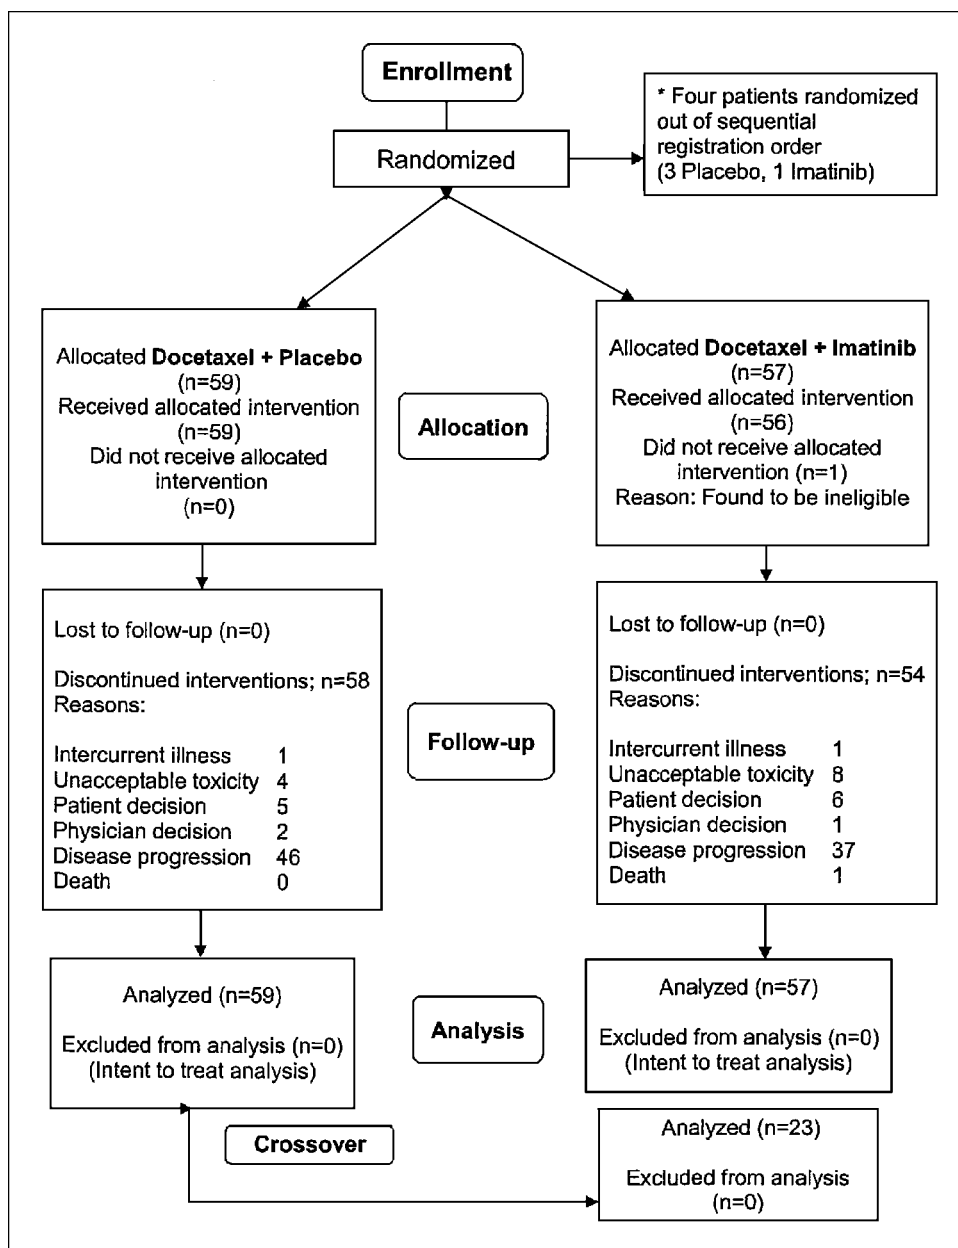 Enrollment
* Four patients randomized
out of sequential
registration order
(3 Placebo, 1 Imatinib)
Randomized
Allocated Docetaxel + Placebo
(n=59)
Received allocated intervention
(n=59)
Did not receive allocated
intervention
(n=0)
Allocation
Allocated Docetaxel + Imatinib
(n=57)
Received allocated intervention
(n=56)
Did not receive allocated
intervention (n=1)
Reason: Found to be ineligible
Lost to follow-up (n=0)
Discontinued interventions; n=58
Reasons:
Intercurrent illness 1
Unacceptable toxicity 4
Patient decision 5
Physician decision 2
Disease progression 46
Death 0
Follow-up
Lost to follow-up (n=0)
Discontinued interventions; n=54
Reasons:
Intercurrent illness 1
Unacceptable toxicity 8
Patient decision 6
Physician decision 1
Disease progression 37
Death 1
Analyzed (n=59)
Excluded from analysis (n=0)
(Intent to treat analysis)
Analysis
Analyzed (n=57)
Excluded from analysis (n=0)
(Intent to treat analysis)
Crossover
Analyzed (n=23)
Excluded from analysis
(n=0)